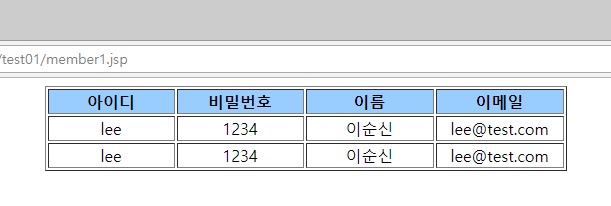 /test01/member1.jsp
아이디 비밀번호 이름 이메일
lee 1234 이순신 lee@test.com
lee 1234 이순신 lee@test.com